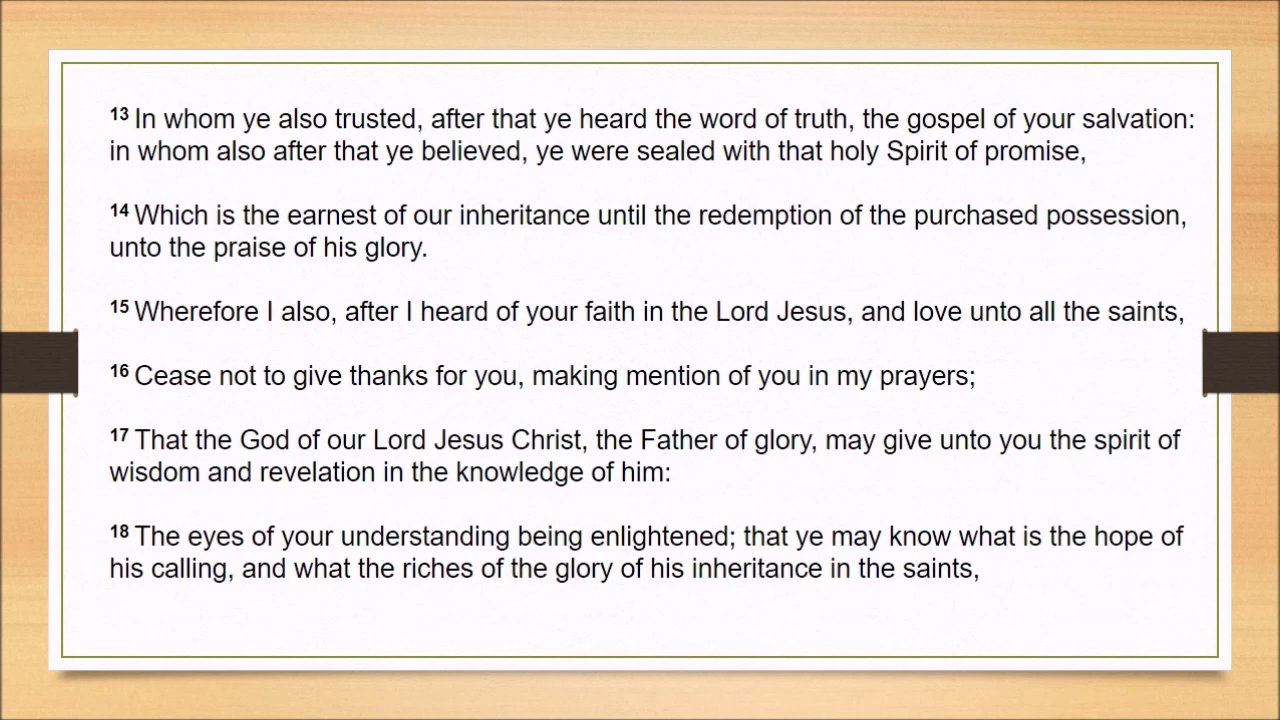 13 In whom ye also trusted, after that ye heard the word of truth, the gospel of your salvation:
in whom also after that ye believed, ye were sealed with that holy Spirit of promise,
14 Which is the earnest of our inheritance until the redemption of the purchased possession,
unto the praise of his glory.
15 Wherefore I also, after I heard of your faith in the Lord Jesus, and love unto all the saints,
16 Cease not to give thanks for you, making mention of you in my prayers;
17 That the God of our Lord Jesus Christ, the Father of glory, may give unto you the spirit of
wisdom and revelation in the knowledge of him:
18 The eyes of your understanding being enlightened; that ye may know what is the hope of
his calling, and what the riches of the glory of his inheritance in the saints,